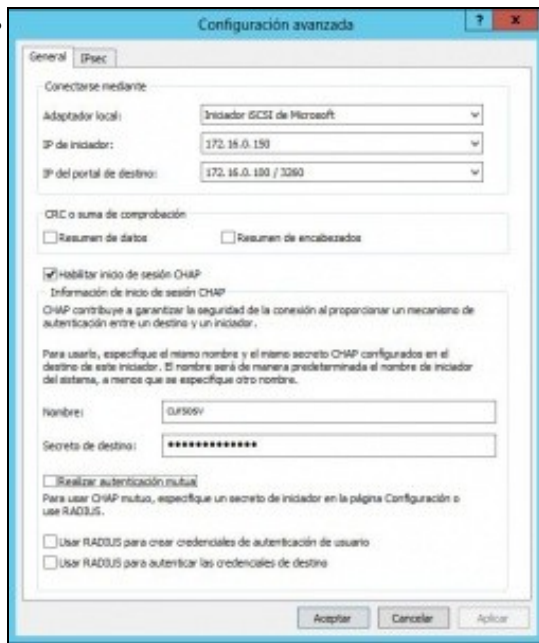 Configuración avanzada
? x
General IPsec
Conectarse mediante
Adaptador local: Iniciador iSCSI de Microsoft
IP de iniciador: 172.16.0.150
IP del portal de destino: 172.16.0.100 / 3260
CRC o suma de comprobación
Resumen de datos Resumen de encabezados
Habilitar inicio de sesión CHAP
Información de inicio de sesión CHAP
CHAP contribuye a garantizar la seguridad de la conexión al proporcionar un mecanismo de
autenticación entre un destino y un iniciador.
Para usarlo, especifique el mismo nombre y el mismo secreto CHAP configurados en el
destino de este iniciador. El nombre será de manera predeterminada el nombre de iniciador
del sistema, a menos que se especifique otro nombre.
Nombre: cursosv
Secreto de destino: •••••••••••••
Realizar autenticación mutua
Para usar CHAP mutuo, especifique un secreto de iniciador en la página Configuración o
use RADIUS.
Usar RADIUS para crear credenciales de autenticación de usuario
Usar RADIUS para autenticar las credenciales de destino
Aceptar Cancelar Aplicar